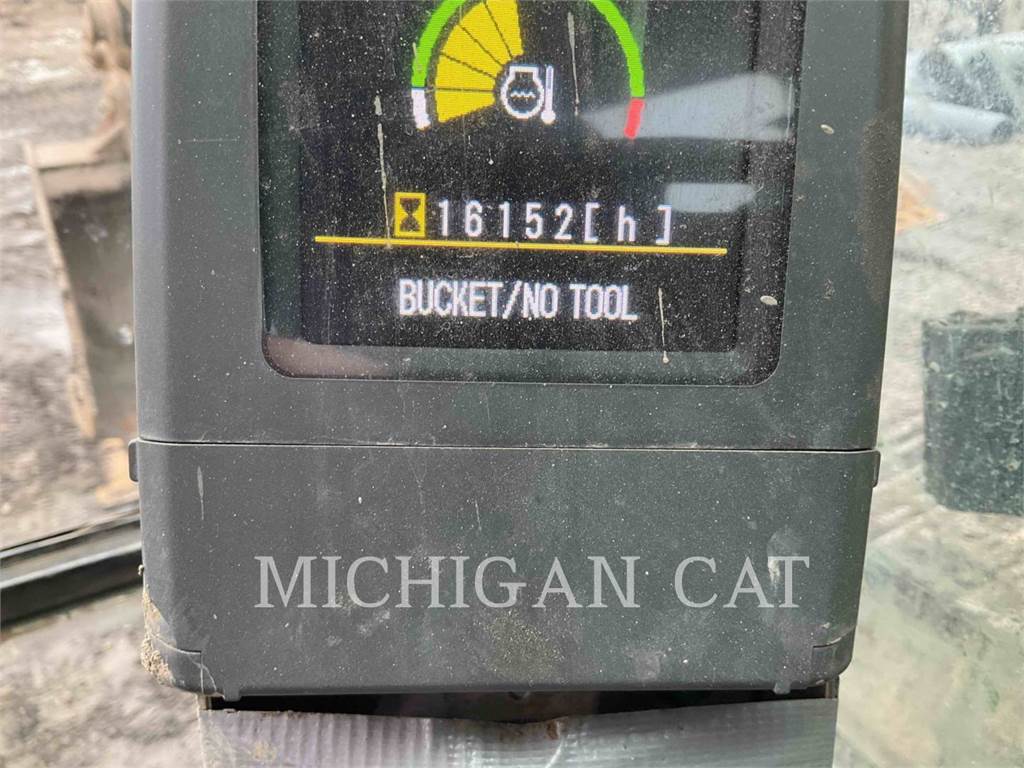 16152[ h ]
BUCKET/NO TOOL
MICHIGAN CAT